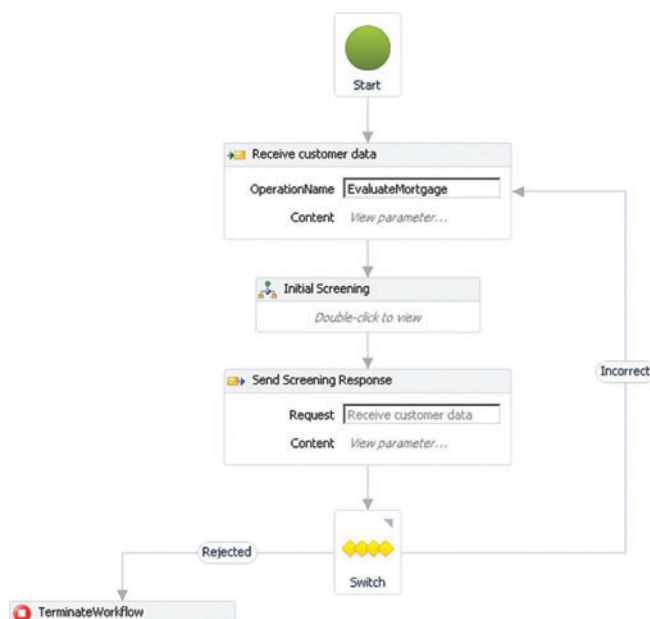 Start
Receive customer data
OperationName EvaluateMortgage
Content View parameter...
Initial Screening
Double-click to view
Incorrect
Send Screening Response
Request Receive customer data
Content View parameter...
Rejected
Switch
TerminateWorkflow